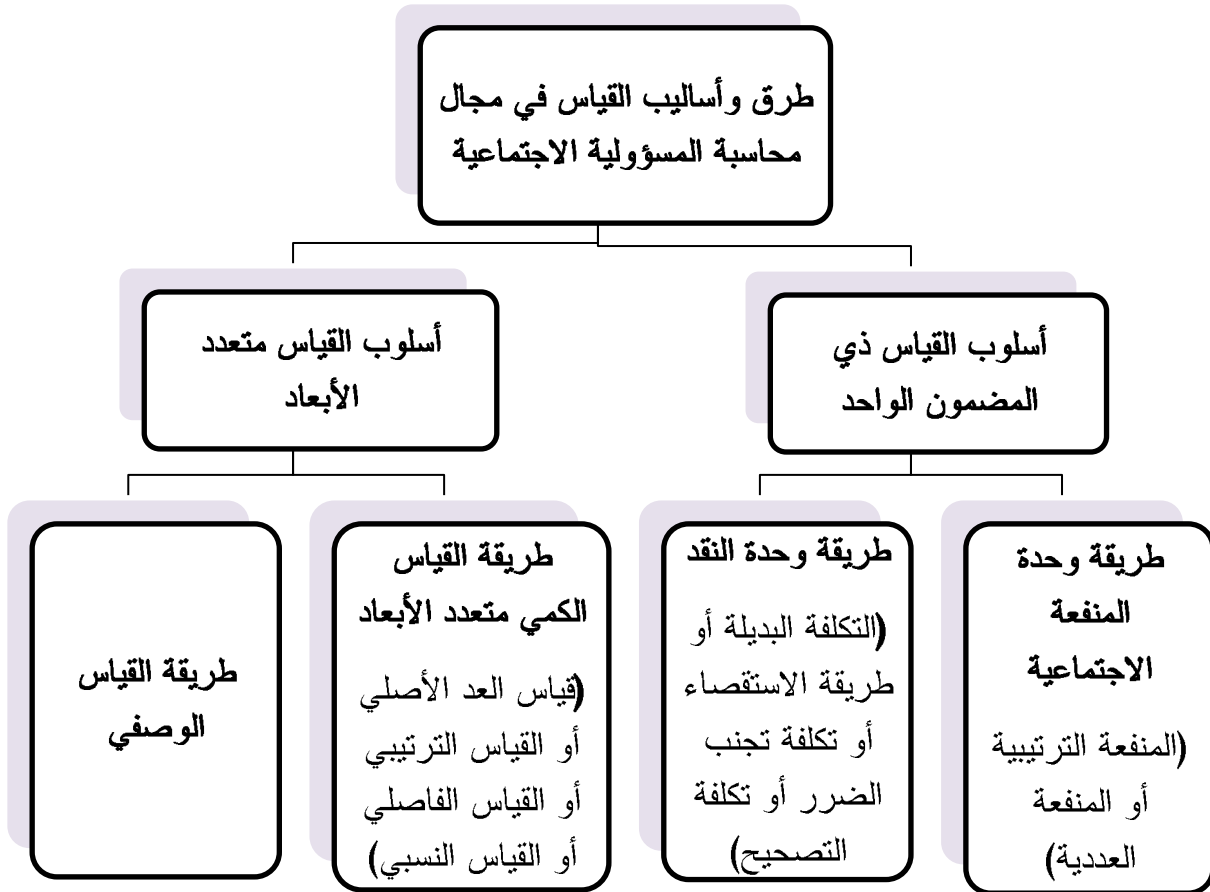 طرق وأساليب القياس في مجال
محاسبة المسؤولية الاجتماعية
أسلوب القياس ذي
المضمون الواحد
أسلوب القياس متعدد
الأبعاد
طريقة وحدة
المنفعة
الاجتماعية
(المنفعة الترتيبية
أو المنفعة
العددية)
طريقة وحدة النقد
(التكلفة البديلة أو
طريقة الاستقصاء
أو تكلفة تجنب
الضرر أو تكلفة
التصحيح)
طريقة القياس
الكمي متعدد الأبعاد
(قياس العد الأصلي
أو القياس الترتيبي
أو القياس الفاصلي
أو القياس النسبي)
طريقة القياس
الوصفي